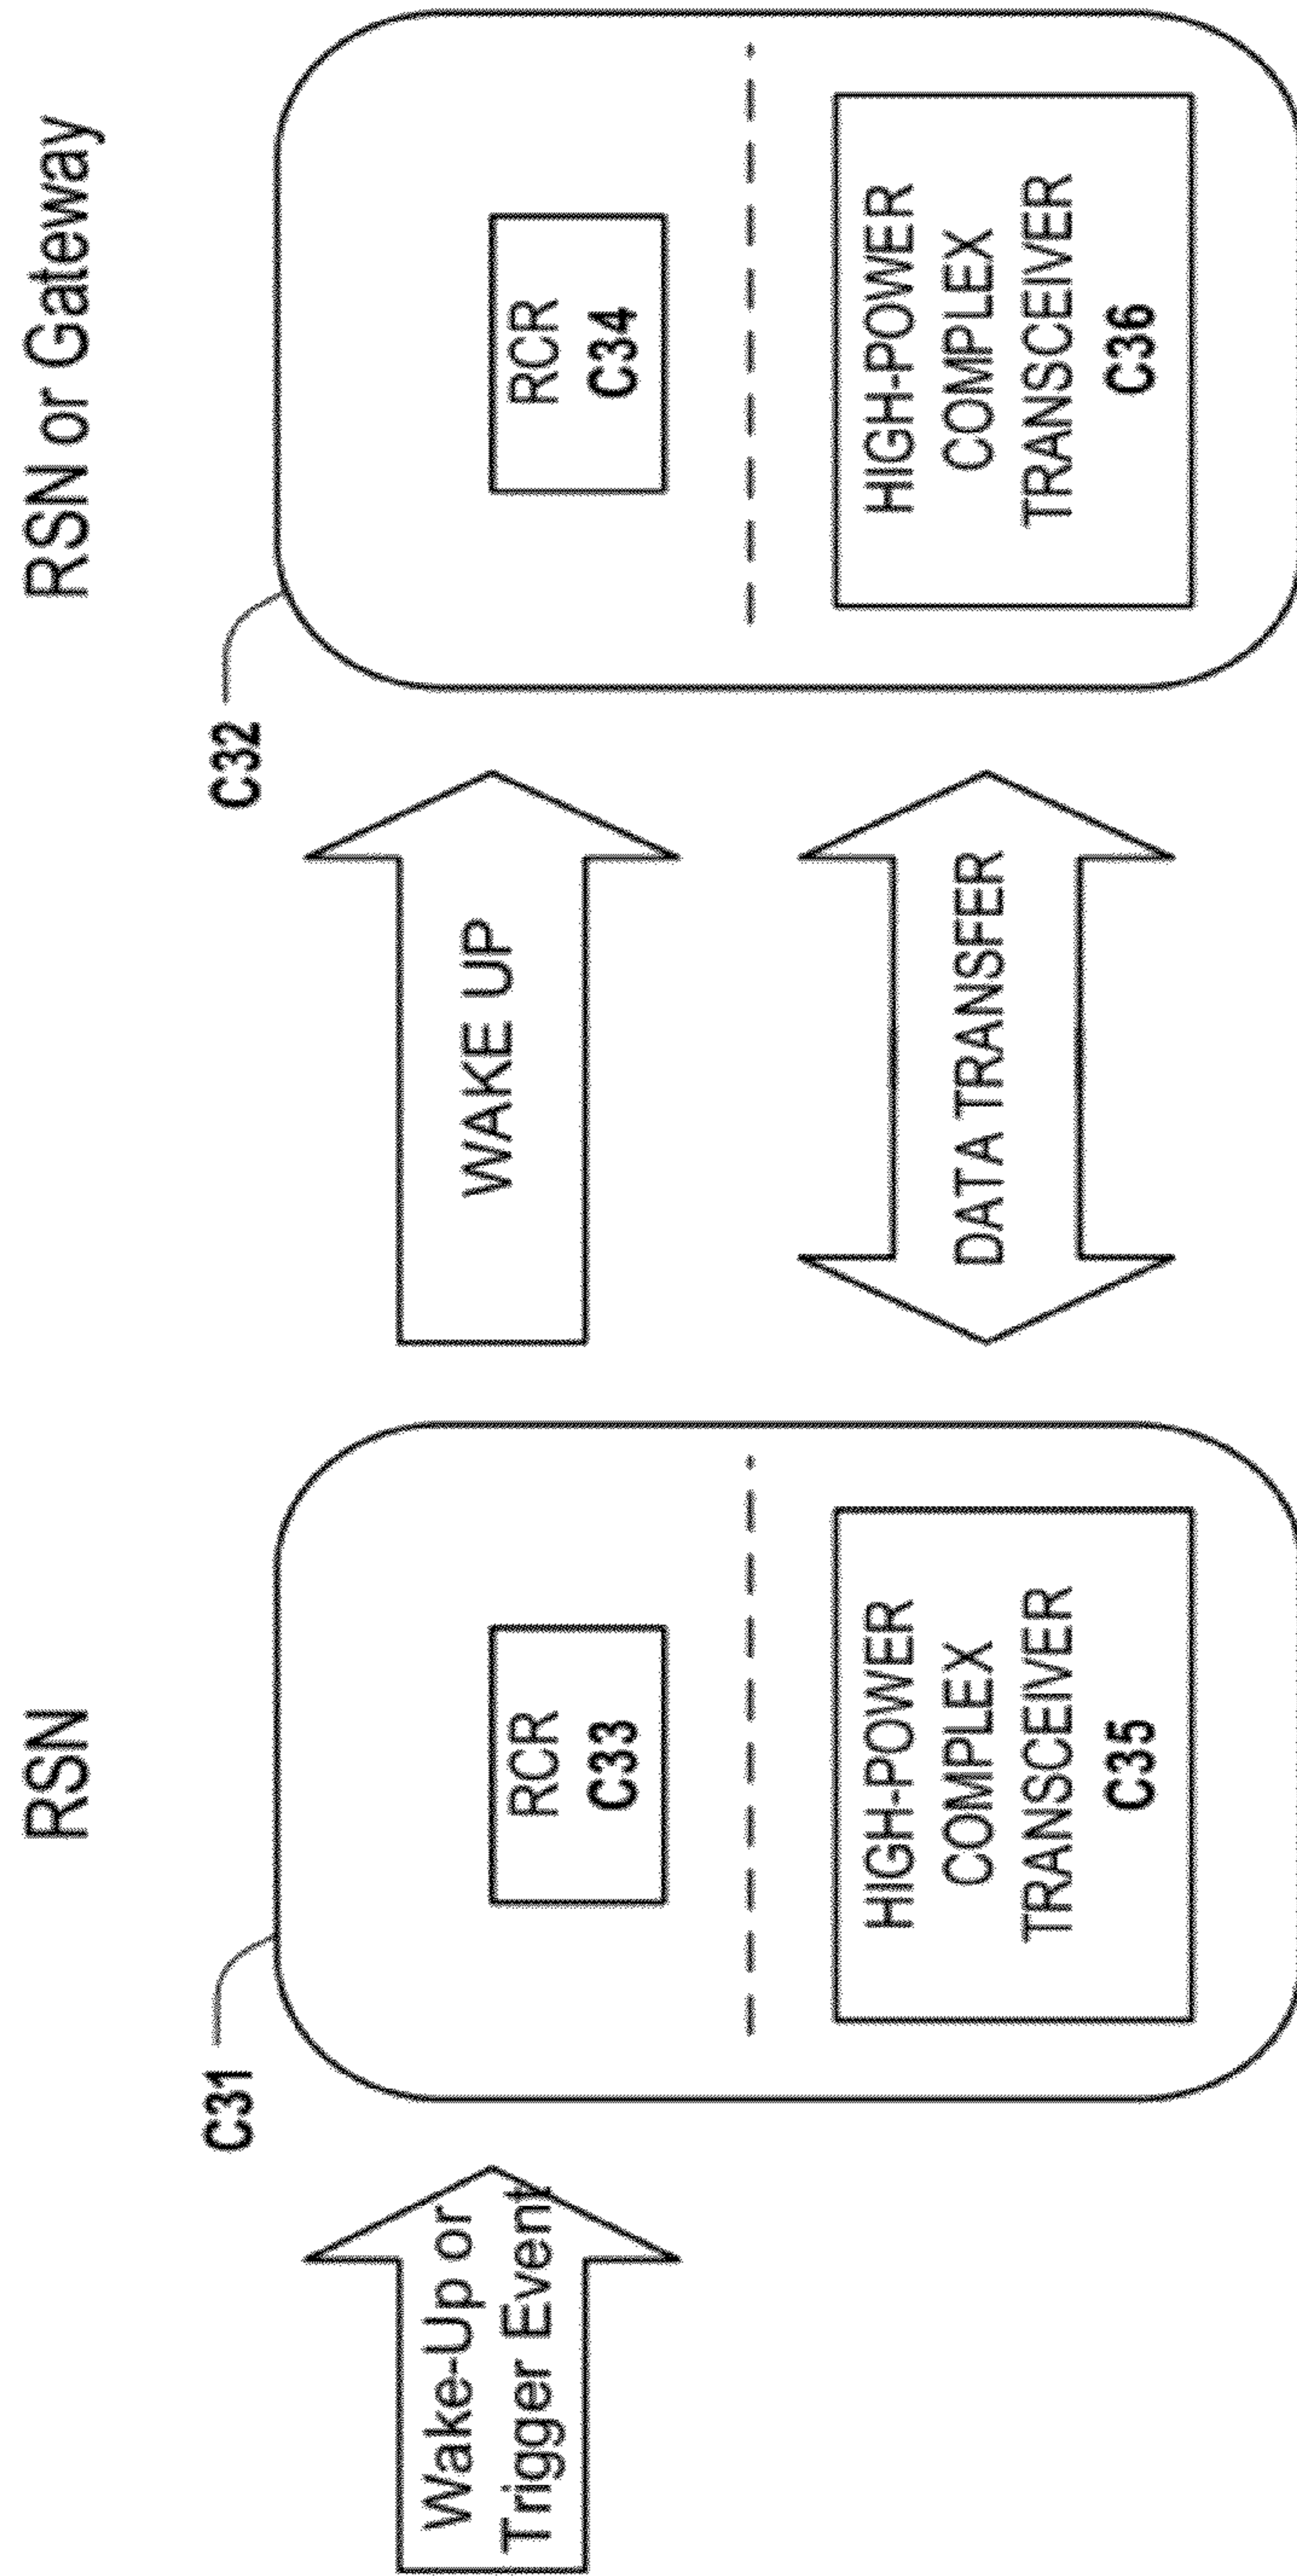 RSN
RSN or Gateway
C31
C32
Wake-Up or
Trigger Event
RCR
C33
WAKE UP
RCR
C34
HIGH-POWER
COMPLEX
TRANSCEIVER
C35
DATA TRANSFER
HIGH-POWER
COMPLEX
TRANSCEIVER
C36